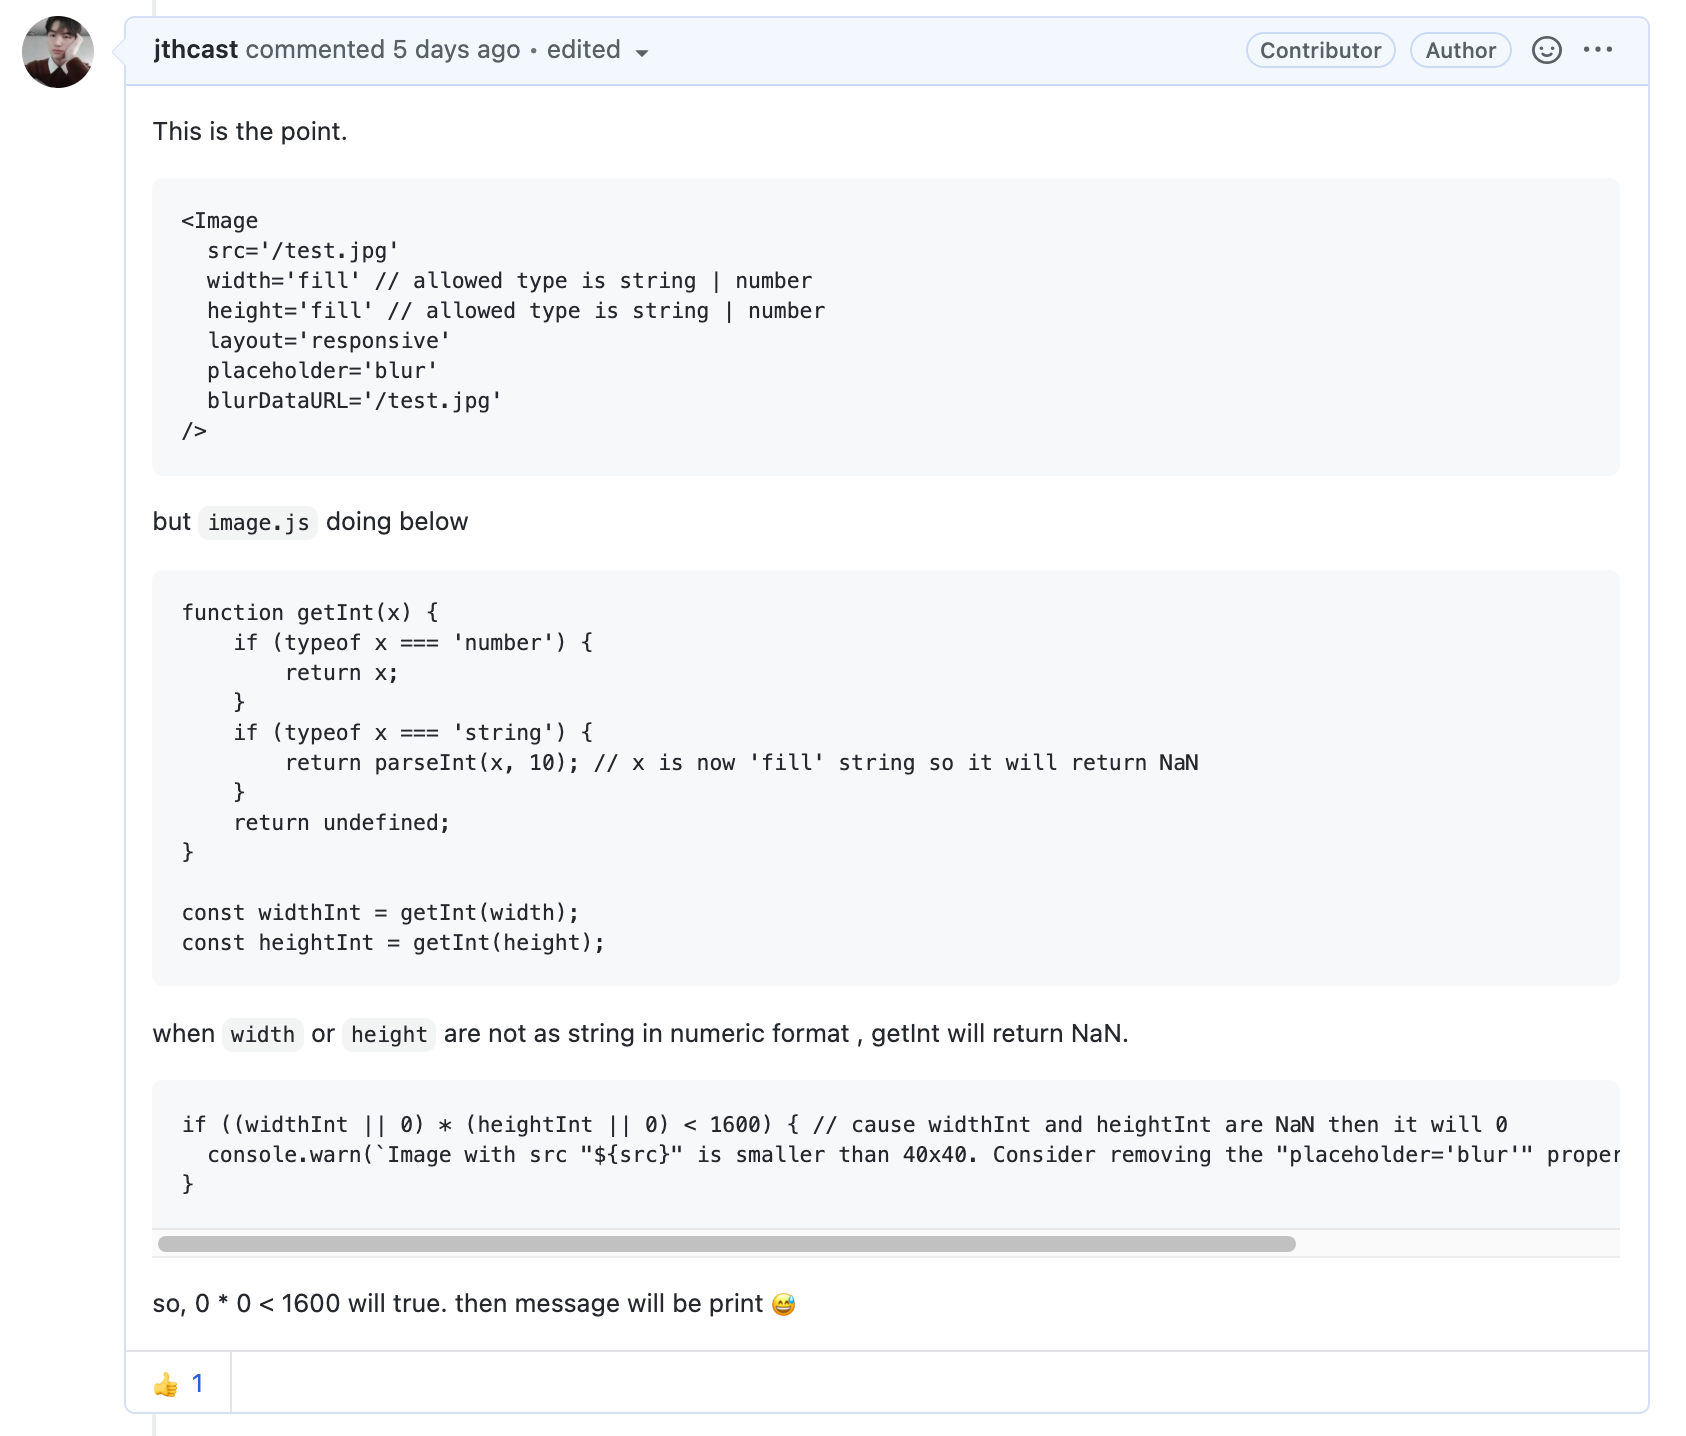 jthcast commented 5 days ago • edited
Contributor
Author
This is the point.
<Image
  src='/test.jpg'
  width='fill' // allowed type is string | number
  height='fill' // allowed type is string | number
  layout='responsive'
  placeholder='blur'
  blurDataURL='/test.jpg'
/>
but image.js doing below
function getInt(x) {
    if (typeof x === 'number') {
        return x;
    }
    if (typeof x === 'string') {
        return parseInt(x, 10); // x is now 'fill' string so it will return NaN
    }
    return undefined;
}
const widthInt = getInt(width);
const heightInt = getInt(height);
when width or height are not as string in numeric format , getInt will return NaN.
if ((widthInt || 0) * (heightInt || 0) < 1600) { // cause widthInt and heightInt are NaN then it will 0
  console.warn(`Image with src "${src}" is smaller than 40x40. Consider removing the "placeholder='blur'" proper
}
so, 0 * 0 < 1600 will true. then message will be print 😅
👍 1